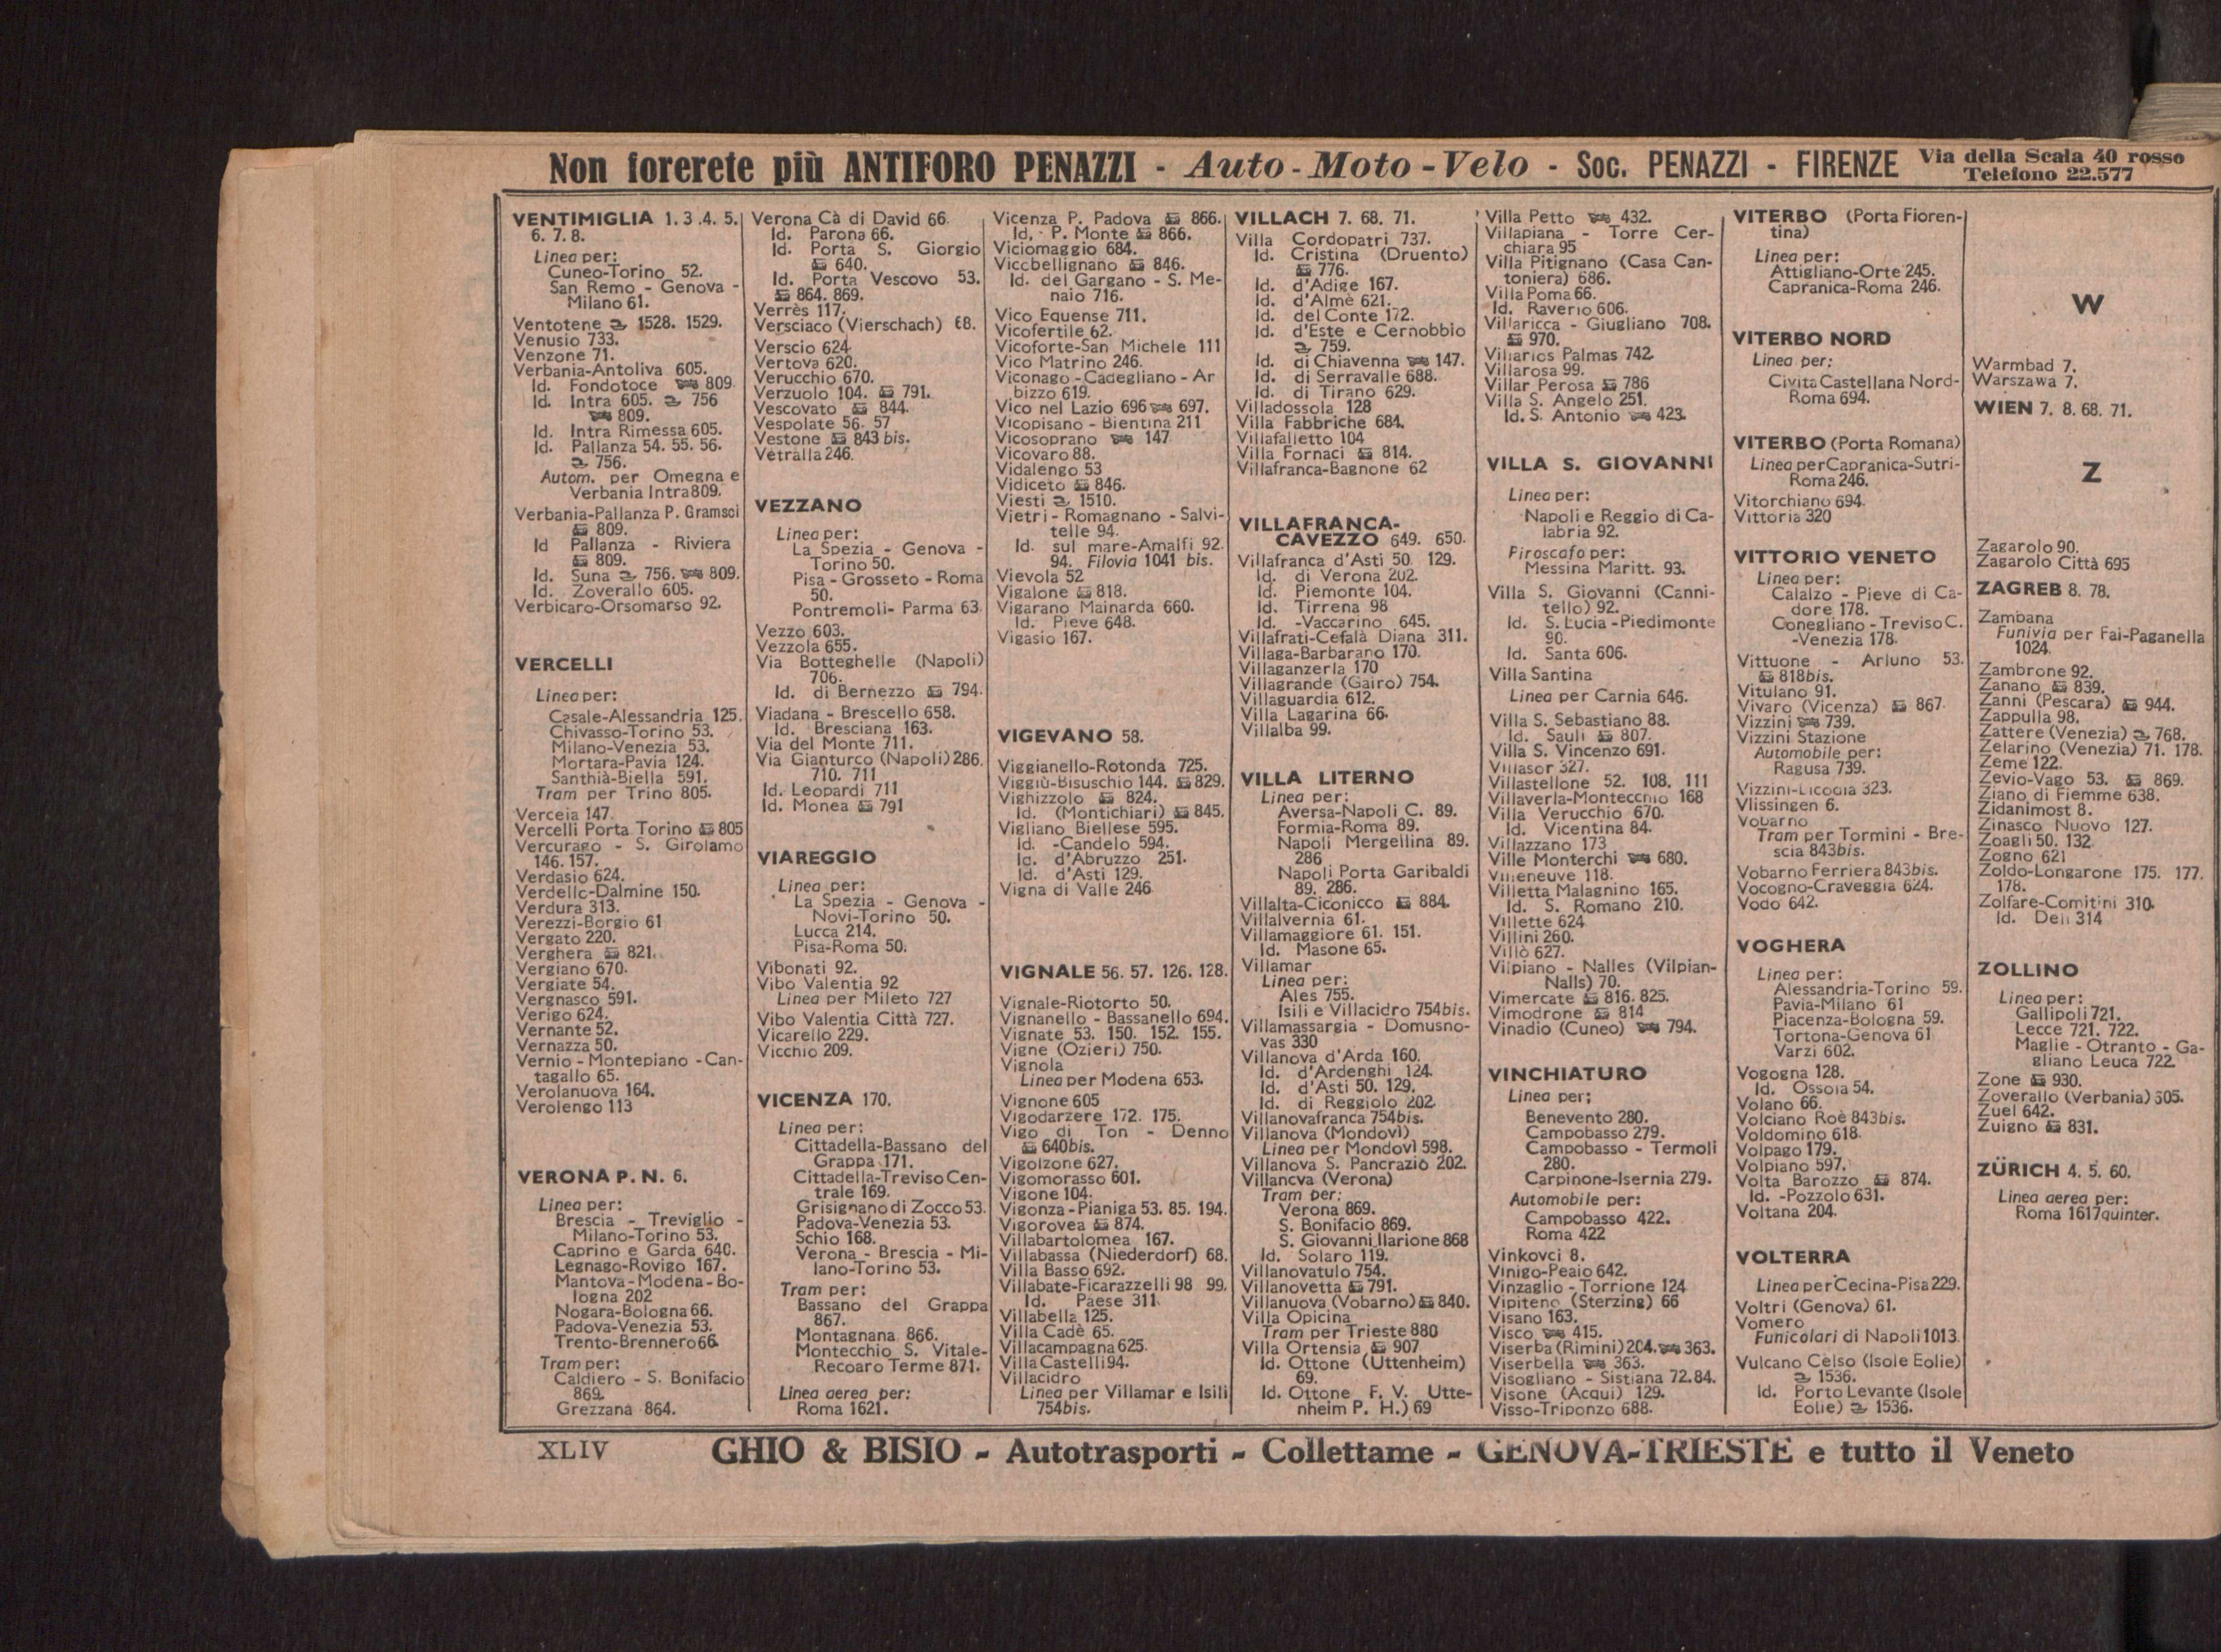 Non forerete più ANTIFORO PENAZZI - Auto - Moto - Velo - Soc. PENAZZI - FIRENZE Via della Scala 40 rosso
Telefono 22.577
VENTIMIGLIA 1. 3 .4. 5.
6. 7. 8.
Linea per:
Cuneo-Torino 52.
San Remo - Genova -
Milano 61.
Ventotene 1528. 1529.
Venusio 733.
Venzone 71.
Verbania-Antoliva 605.
Id. Fondotoce 809.
Id. Intra 605. 756
809.
Id. Intra Rimessa 605.
Id. Pallanza 54. 55. 56.
756.
Autom. per Omegna e
Verbania Intra 809.
Verbania-Pallanza P. Gramsci
809.
Id Pallanza - Riviera
809.
Id. Suna 756. 809.
Id. Zoverallo 605.
Verbicaro-Orsomarso 92.
VERCELLI
Linea per:
Casale-Alessandria 125.
Chivasso-Torino 53.
Milano-Venezia 53.
Mortara-Pavia 124.
Santhià-Biella 591.
Tram per Trino 805.
Verceia 147.
Vercelli Porta Torino 805
Vercurago - S. Girolamo
146. 157.
Verdasio 624.
Verdello-Dalmine 150.
Verdura 313.
Verezzi-Borgio 61
Vergato 220.
Verghera 821.
Vergiano 670.
Vergiate 54.
Vergnasco 591.
Verigo 624.
Vernante 52.
Vernazza 50.
Vernio - Montepiano - Can-
tagallo 65.
Verolanuova 164.
Verolengo 113
VERONA P. N. 6.
Linea per:
Brescia - Treviglio -
Milano-Torino 53.
Caprino e Garda 640.
Legnago-Rovigo 167.
Mantova-Modena-Bo-
logna 202
Nogara-Bologna 66.
Padova-Venezia 53.
Trento-Brennero 66.
Tram per:
Caldiero - S. Bonifacio
869.
Grezzana 864.
Verona Cà di David 66.
Id. Parona 66.
Id. Porta S. Giorgio
640.
Id. Porta Vescovo 53.
864. 869.
Verrès 117.
Versciaco (Vierschach) 68.
Verscio 624
Vertova 620.
Verucchio 670.
Verzuolo 104. 791.
Vescovato 844.
Vespolate 56. 57
Vestone 843 bis.
Vetralla 246.
VEZZANO
Linea per:
La Spezia - Genova -
Torino 50.
Pisa - Grosseto - Roma
50.
Pontremoli- Parma 63.
Vezzo 603.
Vezzola 655.
Via Botteghelle (Napoli)
706.
Id. di Bernezzo 794.
Viadana - Brescello 658.
Id. Bresciana 163.
Via del Monte 711.
Via Gianturco (Napoli) 286.
710. 711
Id. Leopardi 711
Id. Monea 791
VIAREGGIO
Linea per:
La Spezia - Genova -
Novi-Torino 50.
Lucca 214.
Pisa-Roma 50.
Vibonati 92.
Vibo Valentia 92
Linea per Mileto 727
Vibo Valentia Città 727.
Vicarello 229.
Vicchio 209.
VICENZA 170.
Linea per:
Cittadella-Bassano del
Grappa 171.
Cittadella-Treviso Cen-
trale 169.
Grisignano di Zocco 53.
Padova-Venezia 53.
Schio 168.
Verona - Brescia - Mi-
lano-Torino 53.
Tram per:
Bassano del Grappa
867.
Montagnana 866.
Montecchio S. Vitale-
Recoaro Terme 871.
Linea aerea per:
Roma 1621.
Vicenza P. Padova 866.
Id. - P. Monte 866.
Viciomaggio 684.
Viccbellignano 846.
Id. del Gargano - S. Me-
naio 716.
Vico Equense 711.
Vicofertile 62.
Vicoforte-San Michele 111
Vico Matrino 246.
Viconago - Cadegliano - Ar
bizzo 619.
Vico nel Lazio 696 697.
Vicopisano - Bientina 211
Vicosoprano 147
Vicovaro 88.
Vidalengo 53
Vidiceto 846.
Viesti 1510.
Vietri - Romagnano - Salvi-
telle 94.
Id. sul mare-Amalfi 92.
94. Filovia 1041 bis.
Vievola 52
Vigalone 818.
Vigarano Mainarda 660.
Id. Pieve 648.
Vigasio 167.
VIGEVANO 58.
Viggianello-Rotonda 725.
Viggiù-Bisuschio 144. 829.
Vighizzolo 824.
Id. (Montichiari) 845.
Vigliano Biellese 595.
Id. -Candelo 594.
Id. d'Abruzzo 251.
Id. d'Asti 129.
Vigna di Valle 246
VIGNALE 56. 57. 126. 128.
Vignale-Riotorto 50.
Vignanello - Bassanello 694.
Vignate 53. 150. 152. 155.
Vigne (Ozieri) 750.
Vignola
Linea per Modena 653.
Vignone 605
Vigodarzere 172. 175.
Vigo di Ton - Denno
640bis.
Vigolzone 627.
Vigomorasso 601.
Vigone 104.
Vigonza - Pianiga 53. 85. 194.
Vigorovea 874.
Villabartolomea 167.
Villabassa (Niederdorf) 68.
Villa Basso 692.
Villabate-Ficarazzelli 98 99.
Id. Paese 311.
Villabella 125.
Villa Cadè 65.
Villacampagna 625.
Villa Castelli 94.
Villacidro
Linea per Villamar e Isili
754bis.
VILLACH 7. 68. 71.
Villa Cordopatri 737.
Id. Cristina (Druento)
776.
Id. d'Adige 167.
Id. d'Almè 621.
Id. del Conte 172.
Id. d'Este e Cernobbio
759.
Id. di Chiavenna 147.
Id. di Serravalle 688.
Id. di Tirano 629.
Villadossola 128
Villa Fabbriche 684.
Villafalletto 104
Villa Fornaci 814.
Villafranca-Bagnone 62
VILLAFRANCA-
CAVEZZO 649. 650.
Villafranca d'Asti 50. 129.
Id. di Verona 202.
Id. Piemonte 104.
Id. Tirrena 98
Id. -Vaccarino 645.
Villafrati-Cefalà Diana 311.
Villaga-Barbarano 170.
Villaganzerla 170
Villagrande (Gairo) 754.
Villaguardia 612.
Villa Lagarina 66.
Villalba 99.
VILLA LITERNO
Linea per:
Aversa-Napoli C. 89.
Formia-Roma 89.
Napoli Mergellina 89.
286
Napoli Porta Garibaldi
89. 286.
Villalta-Ciconicco 884.
Villalvernia 61.
Villamaggiore 61. 151.
Id. Masone 65.
Villamar
Linea per:
Ales 755.
Isili e Villacidro 754bis.
Villamassargia - Domusno-
vas 330
Villanova d'Arda 160.
Id. d'Ardenghi 124.
Id. d'Asti 50. 129.
Id. di Reggiolo 202.
Villanovafranca 754bis.
Villanova (Mondovì)
Linea per Mondovì 598.
Villanova S. Pancrazio 202.
Villancva (Verona)
Tram per:
Verona 869.
S. Bonifacio 869.
S. Giovanni Ilarione 868
Id. Solaro 119.
Villanovatulo 754.
Villanovetta 791.
Villanuova (Vobarno) 840.
Villa Opicina
Tram per Trieste 880
Villa Ortensia 907
Id. Ottone (Uttenheim)
69.
Id. Ottone F. V. Utte-
nheim P. H.) 69
Villa Petto 432.
Villapiana - Torre Cer-
chiara 95
Villa Pitignano (Casa Can-
toniera) 686.
Villa Poma 66.
Id. Raverio 606.
Villaricca - Giugliano 708.
970.
Villarios Palmas 742.
Villarosa 99.
Villar Perosa 786
Villa S. Angelo 251.
Id. S. Antonio 423.
VILLA S. GIOVANNI
Linea per:
Napoli e Reggio di Ca-
labria 92.
Piroscafo per:
Messina Maritt. 93.
Villa S. Giovanni (Canni-
tello) 92.
Id. S. Lucia - Piedimonte
90.
Id. Santa 606.
Villa Santina
Linea per Carnia 646.
Villa S. Sebastiano 88.
Id. Sauli 807.
Villa S. Vincenzo 691.
Villasor 327.
Villastellone 52. 108. 111
Villaverla-Montecchio 168
Villa Verucchio 670.
Id. Vicentina 84.
Villazzano 173
Ville Monterchi 680.
Villeneuve 118.
Villetta Malagnino 165.
Id. S. Romano 210.
Villette 624
Villini 260.
Villò 627.
Vilpiano - Nalles (Vilpian-
Nalls) 70.
Vimercate 816. 825.
Vimodrone 814
Vinadio (Cuneo) 794.
VINCHIATURO
Linea per;
Benevento 280.
Campobasso 279.
Campobasso - Termoli
280.
Carpinone-Isernia 279.
Automobile per:
Campobasso 422.
Roma 422
Vinkovci 8.
Vinigo-Peaio 642.
Vinzaglio - Torrione 124
Vipiteno (Sterzing) 66
Visano 163.
Visco 415.
Viserba (Rimini) 204. 363.
Viserbella 363.
Visogliano - Sistiana 72. 84.
Visone (Acqui) 129.
Visso-Triponzo 688.
VITERBO (Porta Fioren-
tina)
Linea per:
Attigliano-Orte 245.
Capranica-Roma 246.
VITERBO NORD
Linea per:
Civita Castellana Nord-
Roma 694.
VITERBO (Porta Romana)
Linea per Capranica-Sutri-
Roma 246.
Vitorchiano 694.
Vittoria 320
VITTORIO VENETO
Linea per:
Calalzo - Pieve di Ca-
dore 178.
Conegliano - Treviso C.
-Venezia 178.
Vittuone - Arluno 53.
818bis.
Vitulano 91.
Vivaro (Vicenza) 867.
Vizzini 739.
Vizzini Stazione
Automobile per:
Ragusa 739.
Vizzini-Licodia 323.
Vlissingen 6.
Vobarno
Tram per Tormini - Bre-
scia 843bis.
Vobarno Ferriera 843bis.
Vocogno-Craveggia 624.
Vodo 642.
VOGHERA
Linea per:
Alessandria-Torino 59.
Pavia-Milano 61
Piacenza-Bologna 59.
Tortona-Genova 61
Varzi 602.
Vogogna 128.
Id. Ossola 54.
Volano 66.
Volciano Roè 843bis.
Voldomino 618.
Volpago 179.
Volpiano 597.
Volta Barozzo 874.
Id. -Pozzolo 631.
Voltana 204.
VOLTERRA
Linea per Cecina-Pisa 229.
Voltri (Genova) 61.
Vomero
Funicolari di Napoli 1013.
Vulcano Celso (Isole Eolie)
1536.
Id. Porto Levante (Isole
Eolie) 1536.
W
Warmbad 7.
Warszawa 7.
WIEN 7. 8. 68. 71.
Z
Zagarolo 90.
Zagarolo Città 695
ZAGREB 8. 78.
Zambana
Funivia per Fai-Paganella
1024.
Zambrone 92.
Zanano 839.
Zanni (Pescara) 944.
Zappulla 98.
Zattere (Venezia) 768.
Zelarino (Venezia) 71. 178.
Zeme 122.
Zevio-Vago 53. 869.
Ziano di Fiemme 638.
Zidanimost 8.
Zinasco Nuovo 127.
Zoagli 50. 132.
Zogno 621
Zoldo-Longarone 175. 177.
178.
Zolfare-Comitini 310.
Id. Deli 314
ZOLLINO
Linea per:
Gallipoli 721.
Lecce 721. 722.
Maglie - Otranto - Ga-
gliano Leuca 722
Zone 930.
Zoverallo (Verbania) 605.
Zuel 642.
Zuigno 831.
ZÜRICH 4. 5. 60.
Linea aerea per:
Roma 1617quinter.
XLIV GHIO & BISIO - Autotrasporti - Collettame - GENOVA-TRIESTE e tutto il Veneto